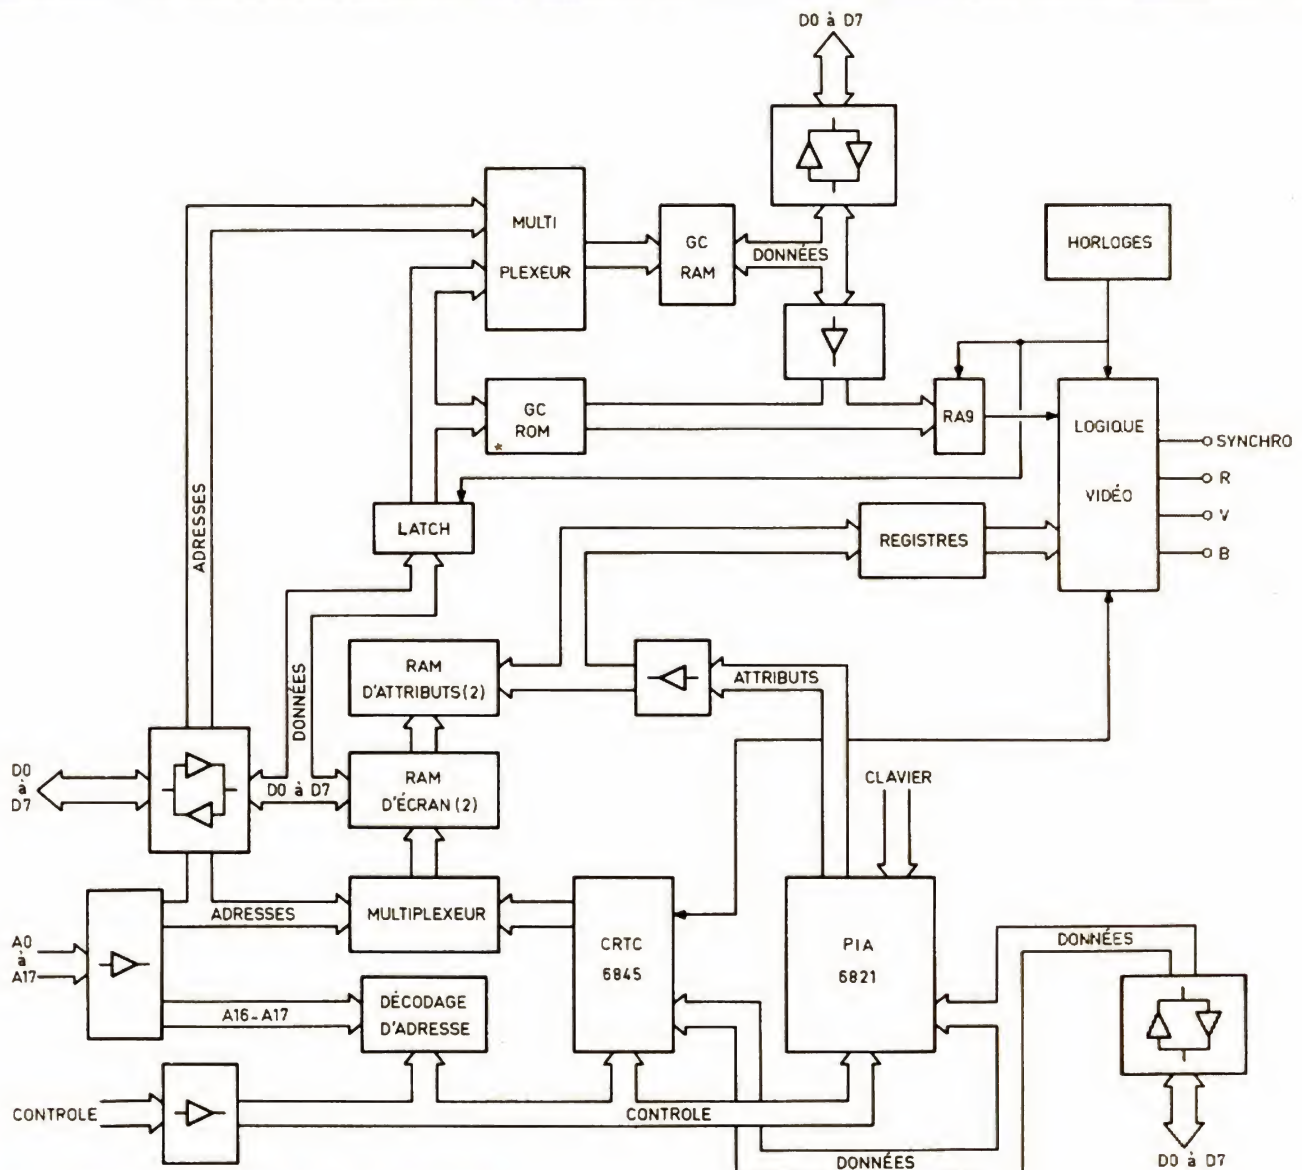 D0 à D7
MULTI
PLEXEUR
GC
RAM
DONNÉES
HORLOGES
GC
ROM
*
RA9
LOGIQUE
VIDÉO
SYNCHRO
R
V
B
ADRESSES
LATCH
REGISTRES
DONNÉES
RAM
D'ATTRIBUTS (2)
ATTRIBUTS
D0
à
D7
D0 à D7
RAM
D'ÉCRAN (2)
CLAVIER
ADRESSES
MULTIPLEXEUR
CRTC
6845
PIA
6821
DONNÉES
A0
à
A17
A16-A17
DÉCODAGE
D'ADRESSE
CONTROLE
CONTROLE
DONNÉES
D0 à D7